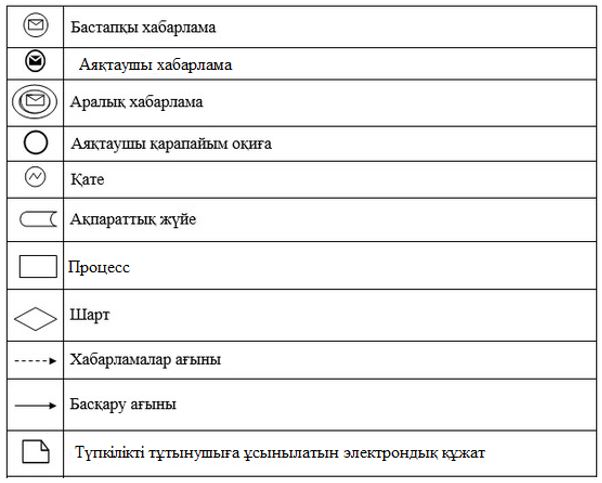 Бастапқы хабарлама
Аяқтаушы хабарлама
Аралық хабарлама
Аяқтаушы қарапайым оқиға
Қате
Ақпараттық жүйе
Процесс
Шарт
Хабарламалар ағыны
Басқару ағыны
Түпкілікті тұтынушыға ұсынылатын электрондық құжат